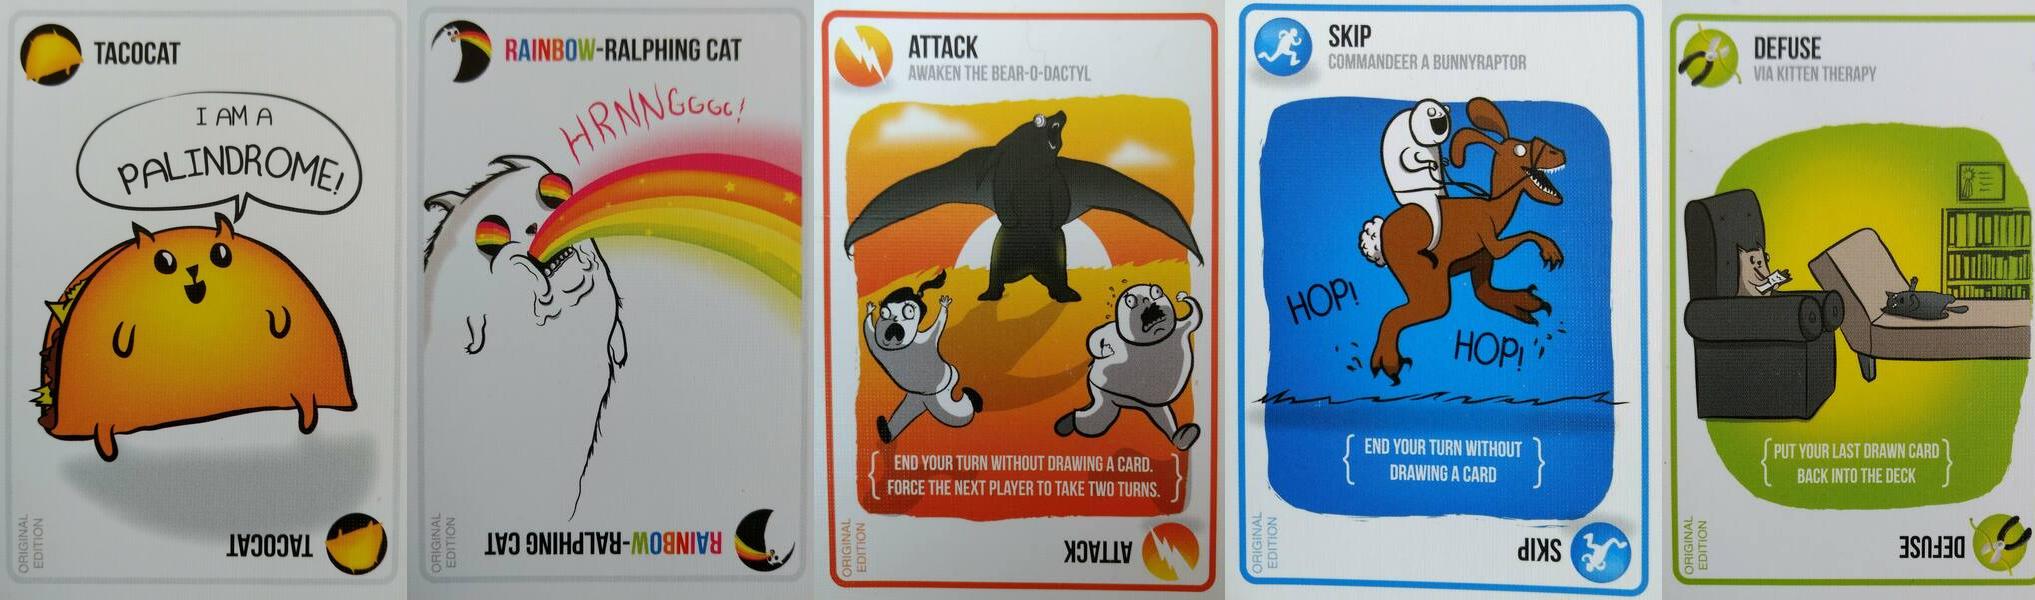 TACOCAT
I AM A
PALINDROME!
ORIGINAL
EDITION
TACOCAT
RAINBOW-RALPHING CAT
HRNNGGGG!
ORIGINAL
EDITION
RAINBOW-RALPHING CAT
ATTACK
AWAKEN THE BEAR-O-DACTYL
END YOUR TURN WITHOUT DRAWING A CARD.
FORCE THE NEXT PLAYER TO TAKE TWO TURNS.
ORIGINAL
EDITION
ATTACK
SKIP
COMMANDEER A BUNNYRAPTOR
HOP!
HOP!
END YOUR TURN WITHOUT
DRAWING A CARD
ORIGINAL
EDITION
SKIP
DEFUSE
VIA KITTEN THERAPY
PUT YOUR LAST DRAWN CARD
BACK INTO THE DECK
ORIGINAL
EDITION
DEFUSE